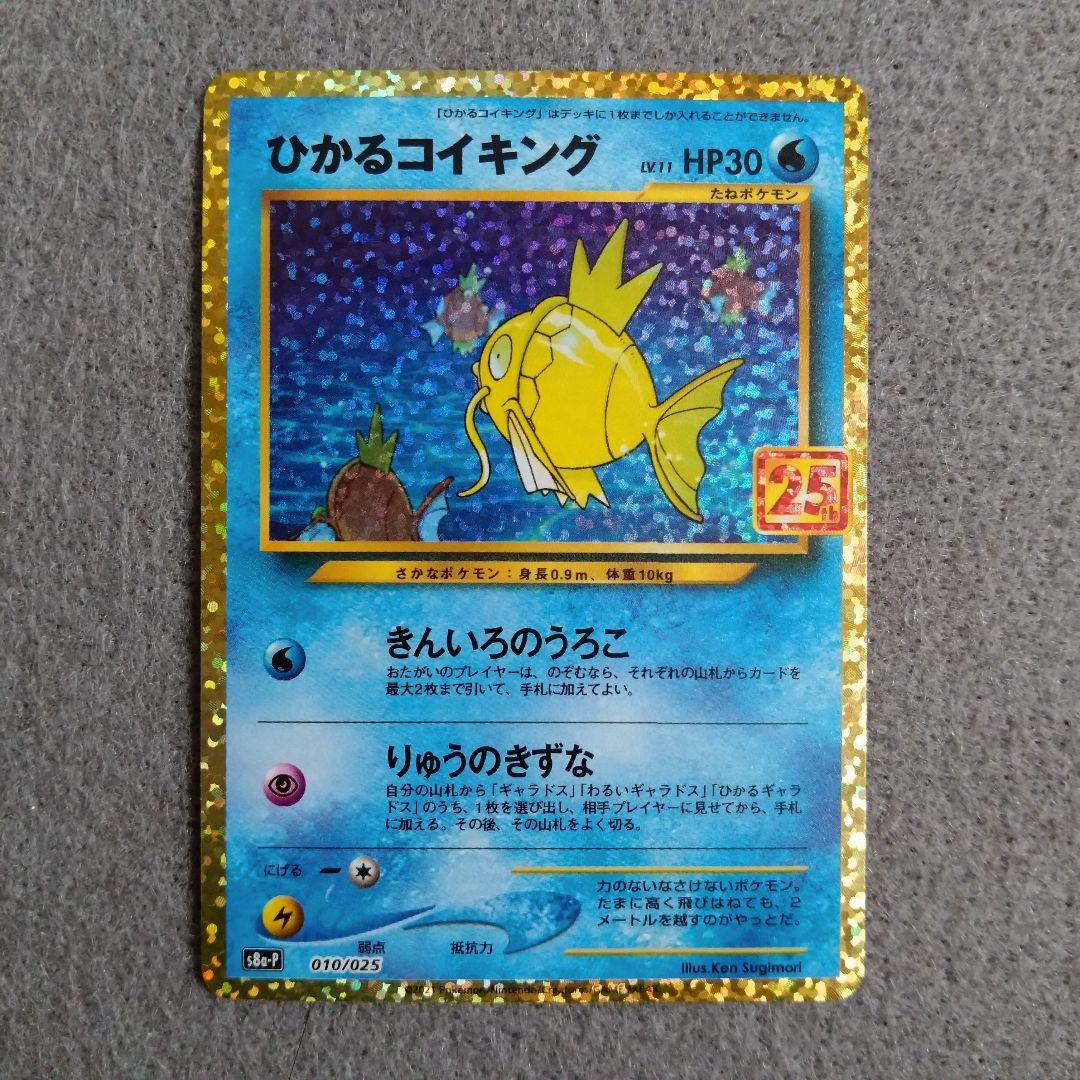 「ひかるコイキング」はデッキに1枚までしか入れることができません。
ひかるコイキング LV.11 HP30
たねポケモン
25th
さかなポケモン：身長0.9m、体重10kg
きんいろのうろこ
おたがいのプレイヤーは、のぞむなら、それぞれの山札からカードを
最大2枚まで引いて、手札に加えてよい。
りゅうのきずな
自分の山札から「ギャラドス」「わるいギャラドス」「ひかるギャラ
ドス」のうち、1枚を選び出し、相手プレイヤーに見せてから、手札
に加える。その後、その山札をよく切る。
にげる
力のないなさけないポケモン。
たまに高く飛びはねても、2
メートルを越すのがやっとだ。
弱点 抵抗力
s8a-P 010/025
Illus.Ken Sugimori
©2021 Pokémon/Nintendo/Creatures/GAME FREAK